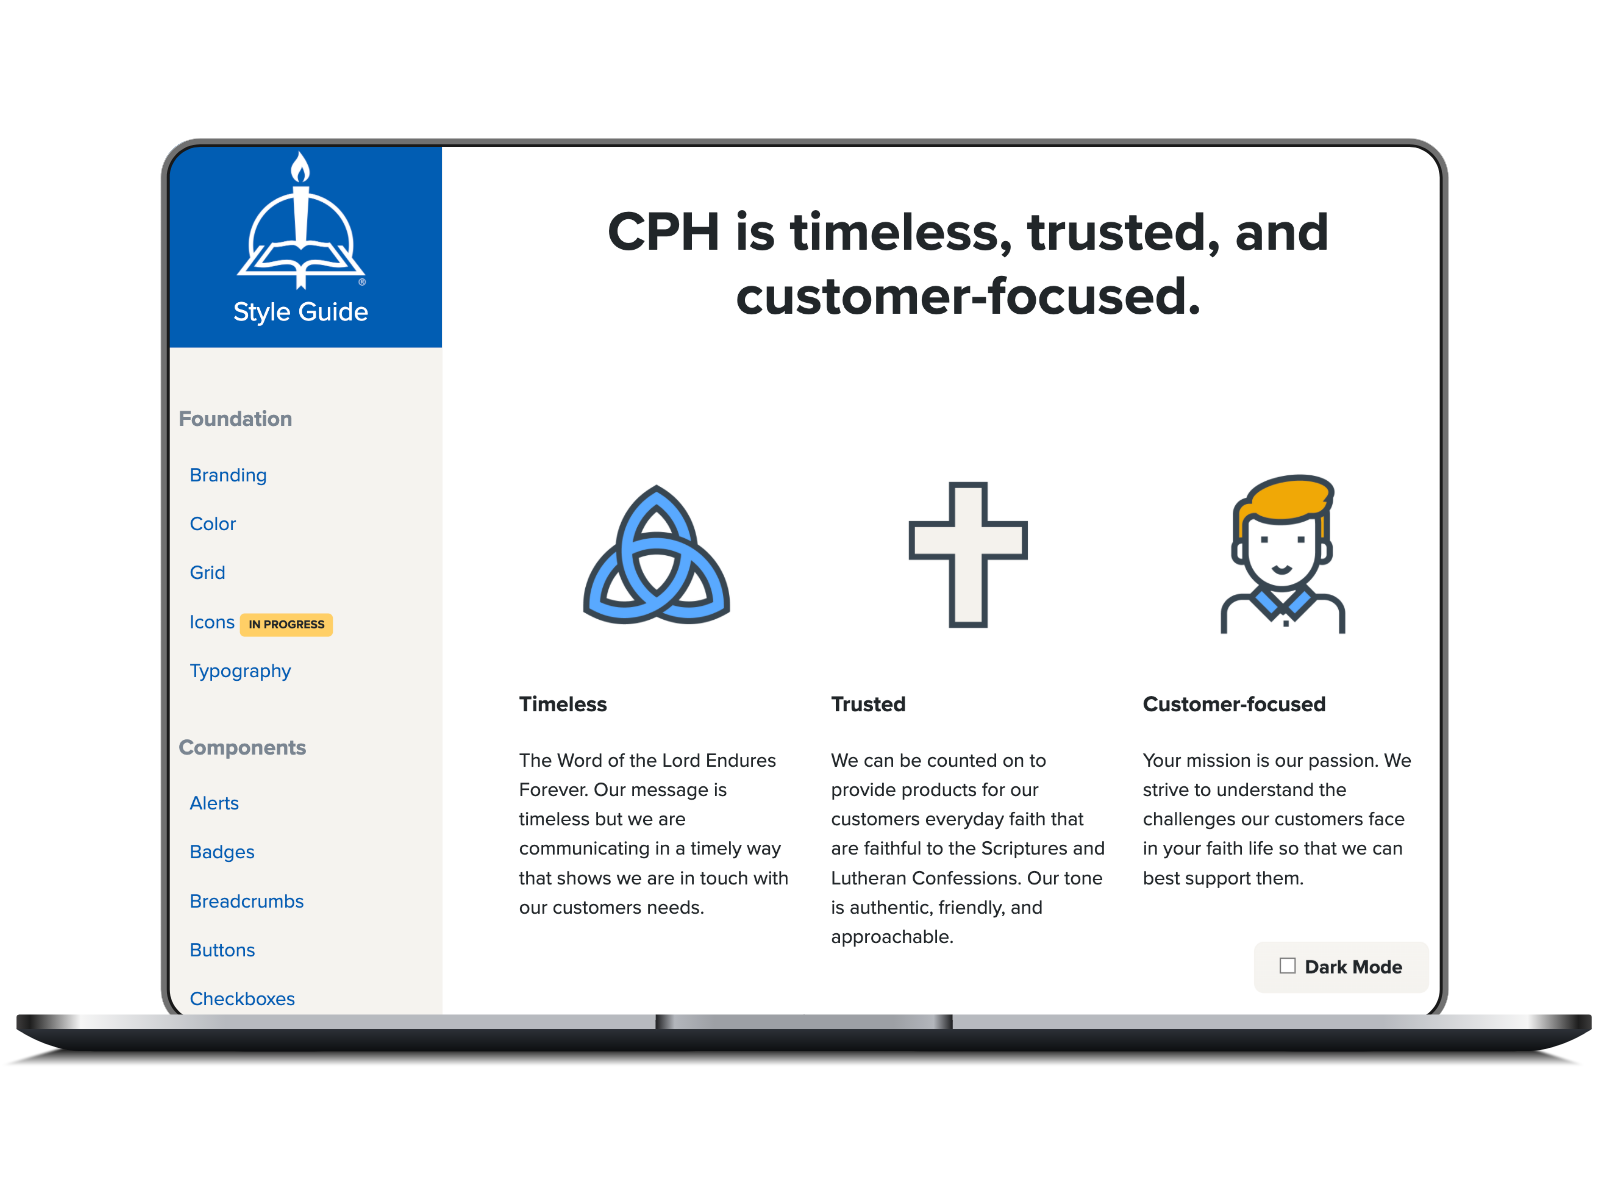 ®
Style Guide
Foundation
Branding
Color
Grid
Icons IN PROGRESS
Typography
Components
Alerts
Badges
Breadcrumbs
Buttons
Checkboxes
CPH is timeless, trusted, and
customer-focused.
Timeless
The Word of the Lord Endures
Forever. Our message is
timeless but we are
communicating in a timely way
that shows we are in touch with
our customers needs.
Trusted
We can be counted on to
provide products for our
customers everyday faith that
are faithful to the Scriptures and
Lutheran Confessions. Our tone
is authentic, friendly, and
approachable.
Customer-focused
Your mission is our passion. We
strive to understand the
challenges our customers face
in your faith life so that we can
best support them.
Dark Mode